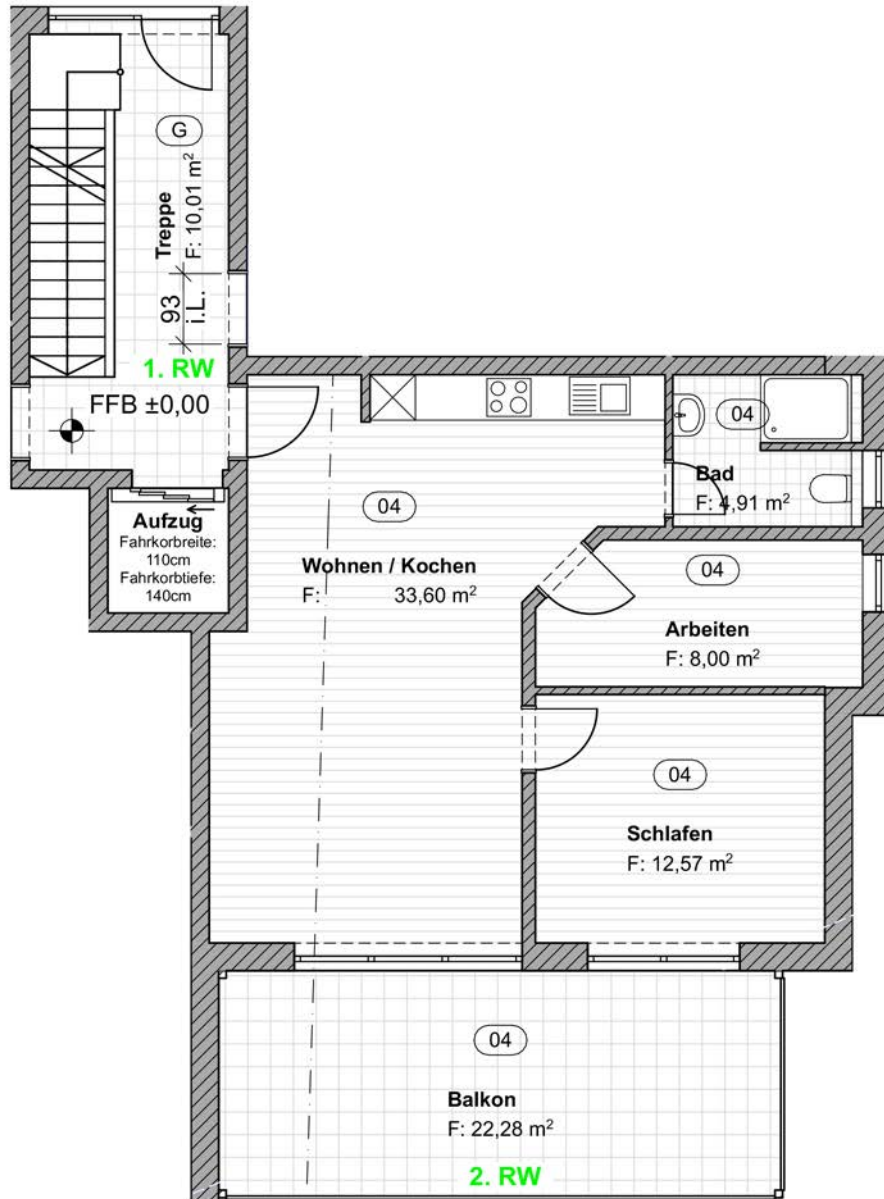 G
Treppe
F: 10,01 m²
93
i.L.
1. RW
FFB ±0,00
Aufzug
Fahrkorbreite:
110cm
Fahrkorbtiefe:
140cm
04
Wohnen / Kochen
F: 33,60 m²
04
Bad
F: 4,91 m²
04
Arbeiten
F: 8,00 m²
04
Schlafen
F: 12,57 m²
04
Balkon
F: 22,28 m²
2. RW